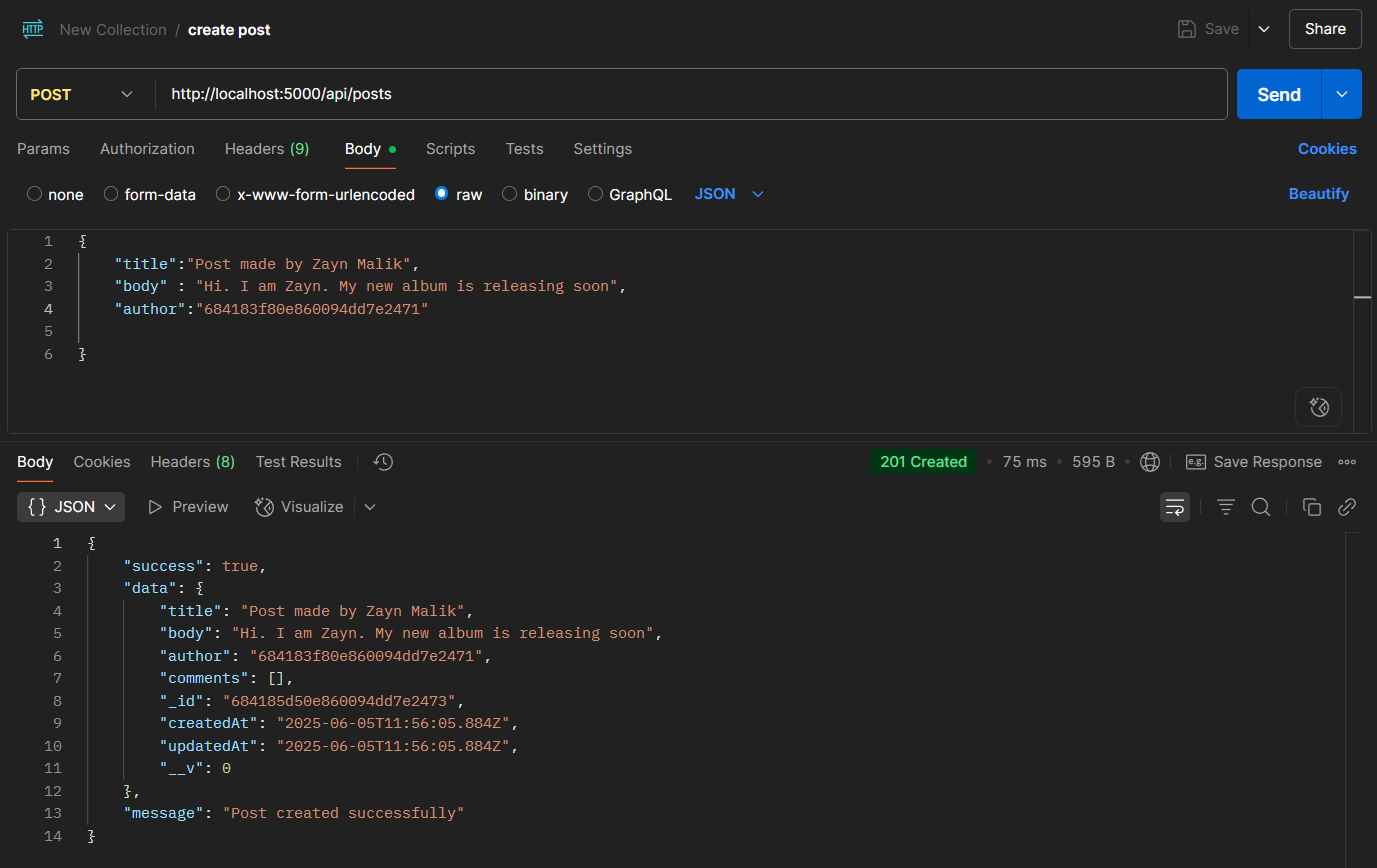 HTTP New Collection / create post Save Share
POST http://localhost:5000/api/posts Send
Params Authorization Headers (9) Body Scripts Tests Settings Cookies
none form-data x-www-form-urlencoded raw binary GraphQL JSON Beautify
1 {
2 "title":"Post made by Zayn Malik",
3 "body" : "Hi. I am Zayn. My new album is releasing soon",
4 "author":"684183f80e860094dd7e2471"
5
6 }
Body Cookies Headers (8) Test Results 201 Created • 75 ms • 595 B • e.g. Save Response
{} JSON Preview Visualize
1 {
2 "success": true,
3 "data": {
4 "title": "Post made by Zayn Malik",
5 "body": "Hi. I am Zayn. My new album is releasing soon",
6 "author": "684183f80e860094dd7e2471",
7 "comments": [],
8 "_id": "684185d50e860094dd7e2473",
9 "createdAt": "2025-06-05T11:56:05.884Z",
10 "updatedAt": "2025-06-05T11:56:05.884Z",
11 "__v": 0
12 },
13 "message": "Post created successfully"
14 }